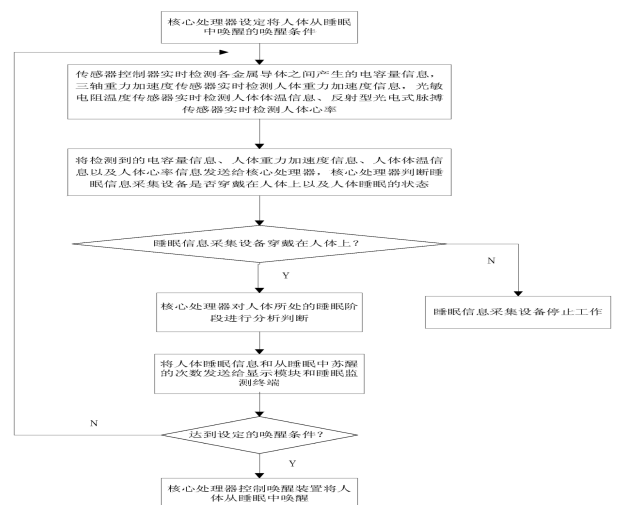 核心处理器设定将人体从睡眠
中唤醒的唤醒条件
传感器控制器实时检测各金属导体之间产生的电容量信息，
三轴重力加速度传感器实时检测人体重力加速度信息，光敏
电阻温度传感器实时检测人体体温信息、反射型光电式脉搏
传感器实时检测人体心率
将检测到的电容量信息、人体重力加速度信息、人体体温信
息以及人体心率信息发送给核心处理器，核心处理器判断睡
眠信息采集设备是否穿戴在人体上以及人体睡眠的状态
睡眠信息采集设备穿戴在人体上？
N
Y
核心处理器对人体所处的睡眠阶
段进行分析判断
睡眠信息采集设备停止工作
将人体睡眠信息和从睡眠中苏醒
的次数发送给显示模块和睡眠监
测终端
N
达到设定的唤醒条件？
Y
核心处理器控制唤醒装置将人
体从睡眠中唤醒